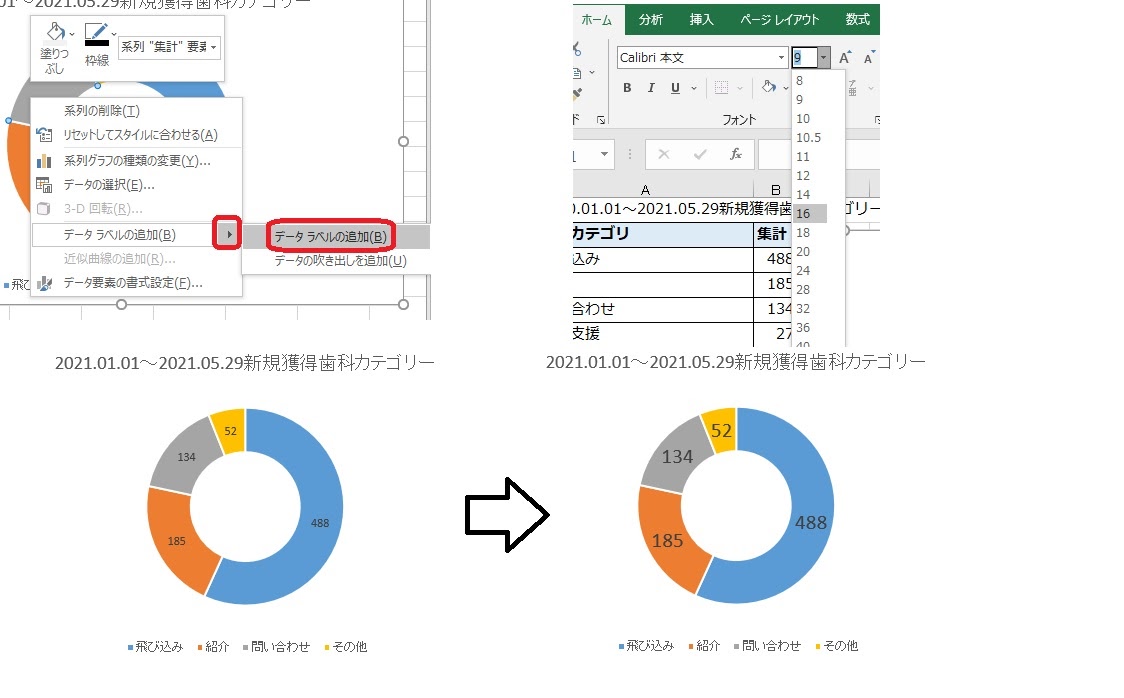 01～2021.05.29新規獲得歯科カテゴリー
塗りつ
ぶし
枠線
系列 "集計" 要素
系列の削除(T)
リセットしてスタイルに合わせる(A)
系列グラフの種類の変更(Y)...
データの選択(E)...
3-D 回転(R)...
データ ラベルの追加(B)
データ ラベルの追加(B)
近似曲線の追加(R)...
データの吹き出しを追加(U)
データ要素の書式設定(F)...
飛び
ホーム 分析 挿入 ページ レイアウト 数式
Calibri 本文 9 A A
B I U
ド フォント
亜
fx
8
9
10
10.5
11
12
14
16
18
20
24
28
32
36
40
A B
0.01.01～2021.05.29新規獲得歯 ゴリー
カテゴリ 集計
込み 488
185
合わせ 134
支援 27
2021.01.01～2021.05.29新規獲得歯科カテゴリー
52
134
488
185
飛び込み 紹介 問い合わせ その他
2021.01.01～2021.05.29新規獲得歯科カテゴリー
52
134
488
185
飛び込み 紹介 問い合わせ その他